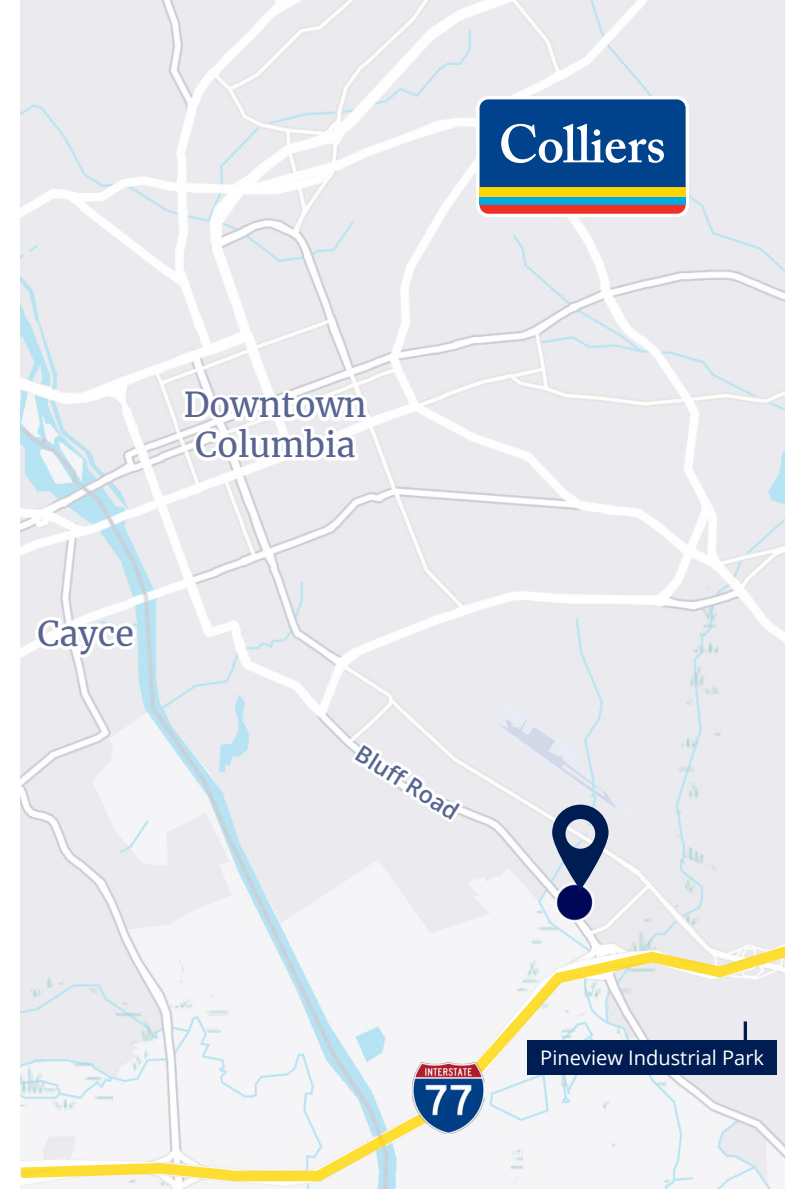 Colliers
Downtown
Columbia
Cayce
Bluff Road
Pineview Industrial Park
INTERSTATE
77